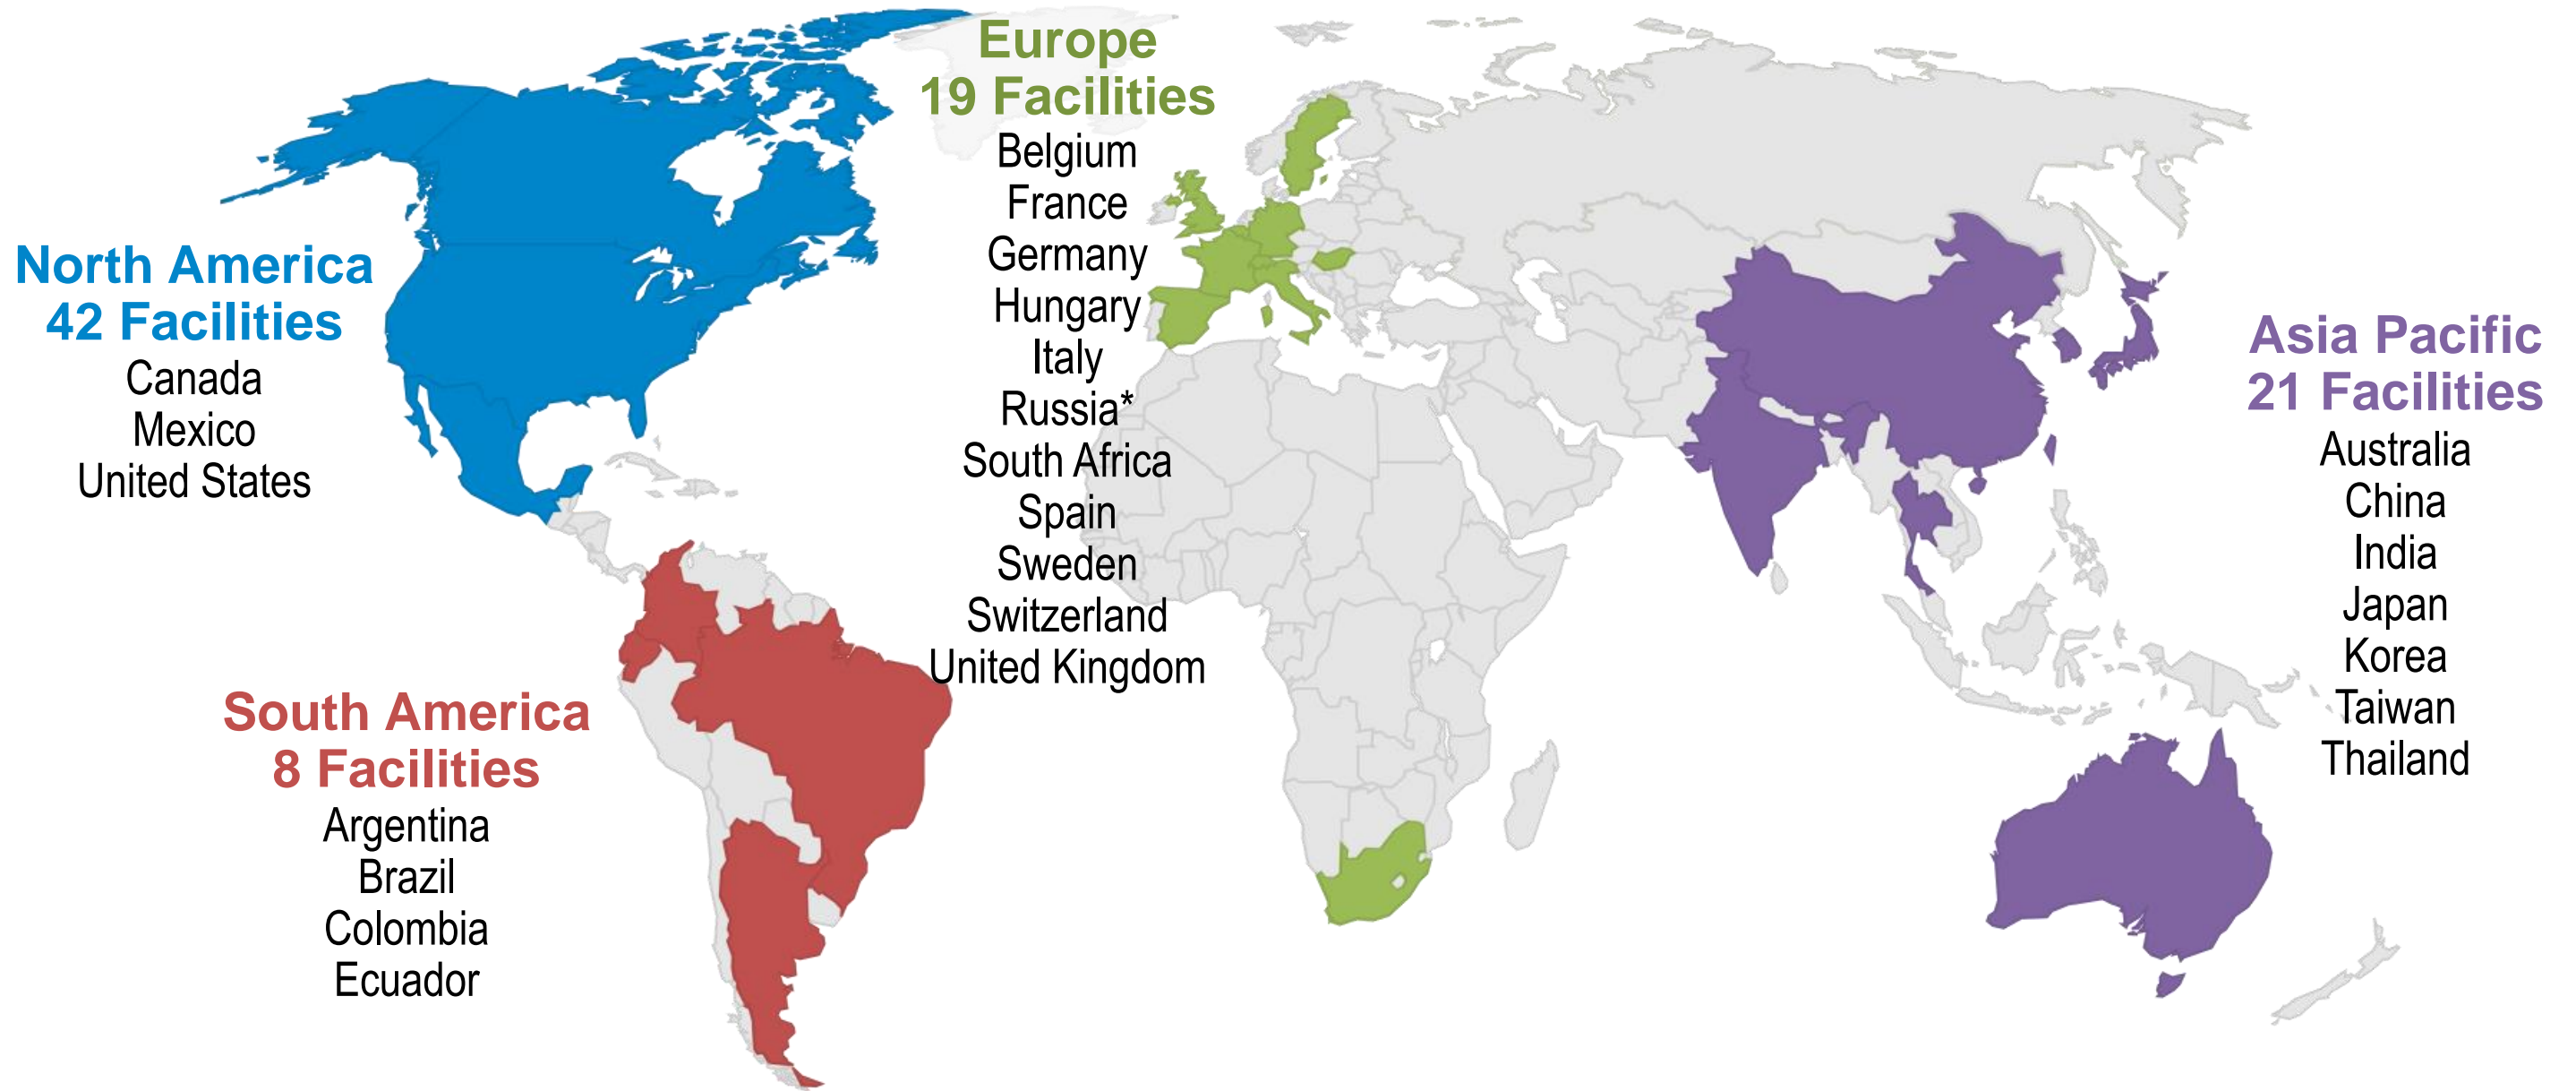 North America
42 Facilities
Canada
Mexico
United States
South America
8 Facilities
Argentina
Brazil
Colombia
Ecuador
Europe
19 Facilities
Belgium
France
Germany
Hungary
Italy
Russia*
South Africa
Spain
Sweden
Switzerland
United Kingdom
Asia Pacific
21 Facilities
Australia
China
India
Japan
Korea
Taiwan
Thailand